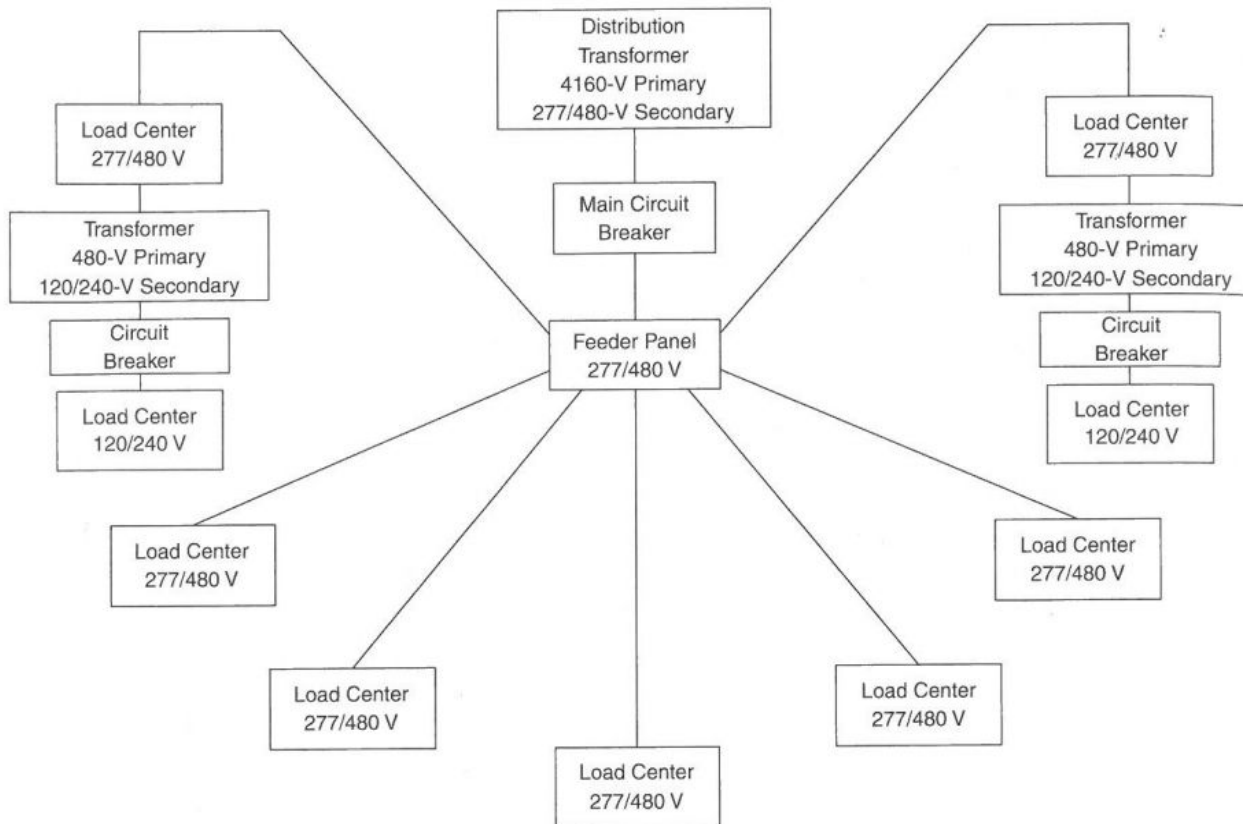 Distribution
Transformer
4160-V Primary
277/480-V Secondary
Load Center
277/480 V
Load Center
277/480 V
Main Circuit
Breaker
Transformer
480-V Primary
120/240-V Secondary
Transformer
480-V Primary
120/240-V Secondary
Circuit
Breaker
Feeder Panel
277/480 V
Circuit
Breaker
Load Center
120/240 V
Load Center
120/240 V
Load Center
277/480 V
Load Center
277/480 V
Load Center
277/480 V
Load Center
277/480 V
Load Center
277/480 V